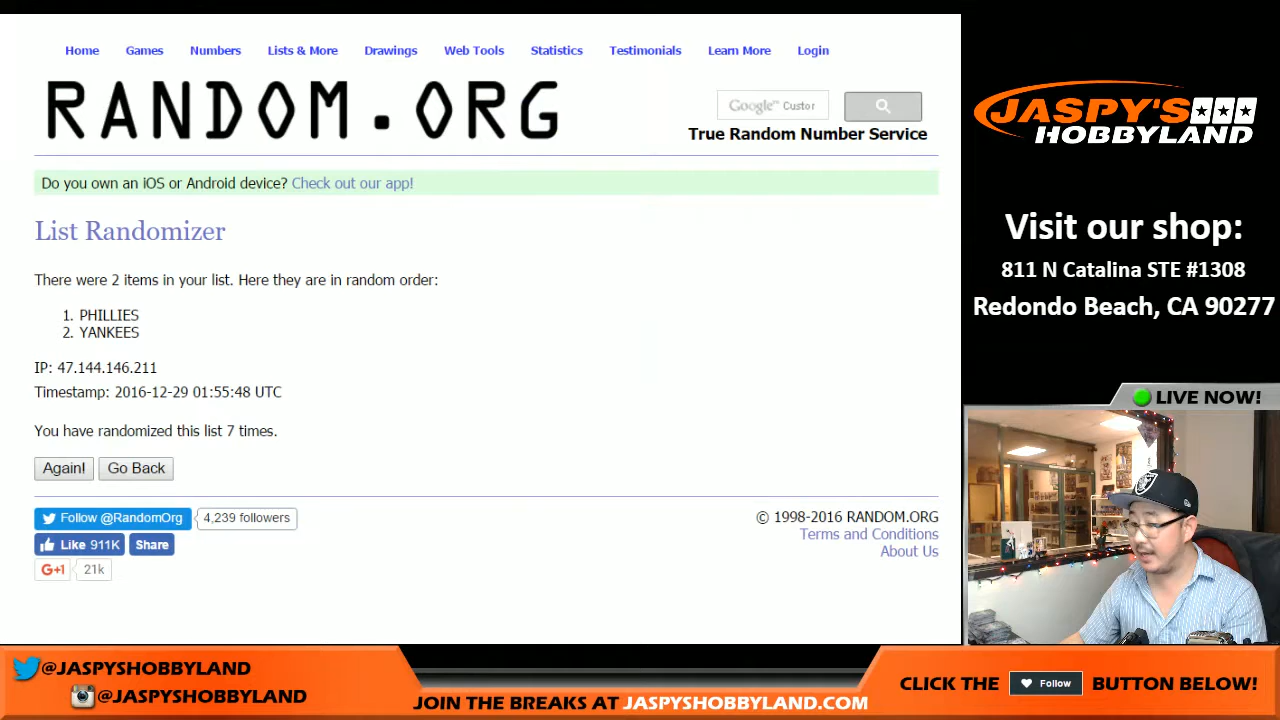 Home Games Numbers Lists & More Drawings Web Tools Statistics Testimonials Learn More Login
RANDOM.ORG
Google™ Custor
True Random Number Service
Do you own an iOS or Android device? Check out our app!
List Randomizer
There were 2 items in your list. Here they are in random order:
1. PHILLIES
2. YANKEES
IP: 47.144.146.211
Timestamp: 2016-12-29 01:55:48 UTC
You have randomized this list 7 times.
Again! Go Back
Follow @RandomOrg 4,239 followers
Like 911K Share
G+1 21k
© 1998-2016 RANDOM.ORG
Terms and Conditions
About Us
JASPY'S
HOBBYLAND
Visit our shop:
811 N Catalina STE #1308
Redondo Beach, CA 90277
LIVE NOW!
@JASPYSHOBBYLAND
@JASPYSHOBBYLAND
JOIN THE BREAKS AT JASPYSHOBBYLAND.COM
CLICK THE Follow BUTTON BELOW!